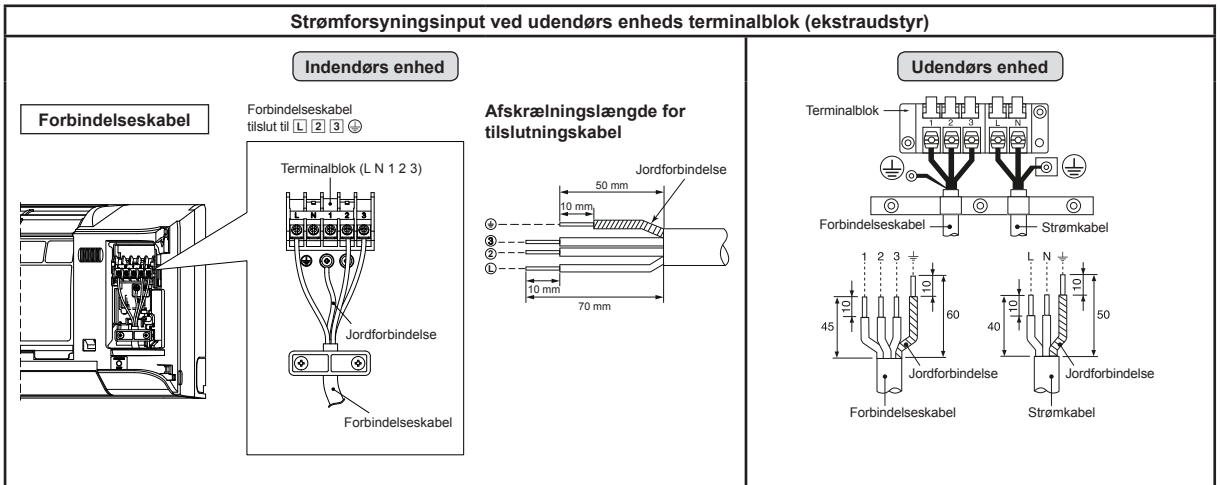 Strømforsyningsinput ved udendørs enheds terminalblok (ekstraudstyr)
Indendørs enhed
Forbindelseskabel
Forbindelseskabel
tilslut til L 2 3 ⏚
Terminalblok (L N 1 2 3)
L N 1 2 3
Jordforbindelse
Forbindelseskabel
Afskrælningslængde for
tilslutningskabel
Jordforbindelse
50 mm
10 mm
⏚
3
2
L
10 mm
70 mm
Udendørs enhed
Terminalblok
1 2 3 L N
Forbindelseskabel
Strømkabel
1 2 3 ⏚
10
10
45
60
Jordforbindelse
Forbindelseskabel
L N ⏚
10
10
40
50
Jordforbindelse
Strømkabel